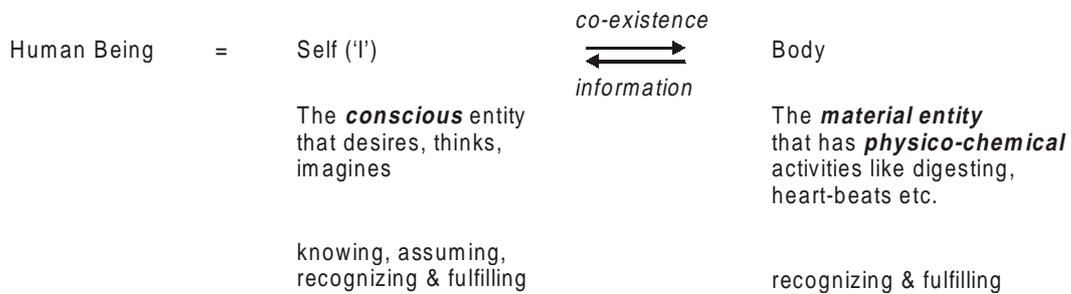 co-existence
Human Being = Self (‘I’) Body
information
The conscious entity
that desires, thinks,
imagines
The material entity
that has physico-chemical
activities like digesting,
heart-beats etc.
knowing, assuming,
recognizing & fulfilling
recognizing & fulfilling